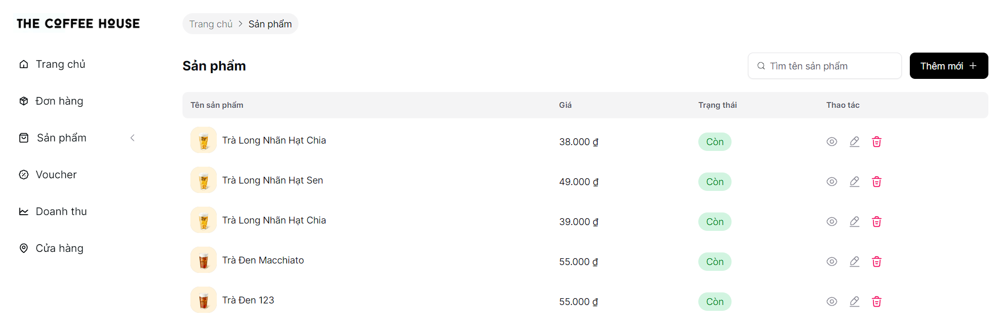 THE COFFEE HOUSE
Trang chủ > Sản phẩm
Trang chủ
Đơn hàng
Sản phẩm
Voucher
Doanh thu
Cửa hàng
Sản phẩm
Tìm tên sản phẩm
Thêm mới +
Tên sản phẩm Giá Trạng thái Thao tác
Trà Long Nhãn Hạt Chia 38.000 ₫ Còn
Trà Long Nhãn Hạt Sen 49.000 ₫ Còn
Trà Long Nhãn Hạt Chia 39.000 ₫ Còn
Trà Đen Macchiato 55.000 ₫ Còn
Trà Đen 123 55.000 ₫ Còn